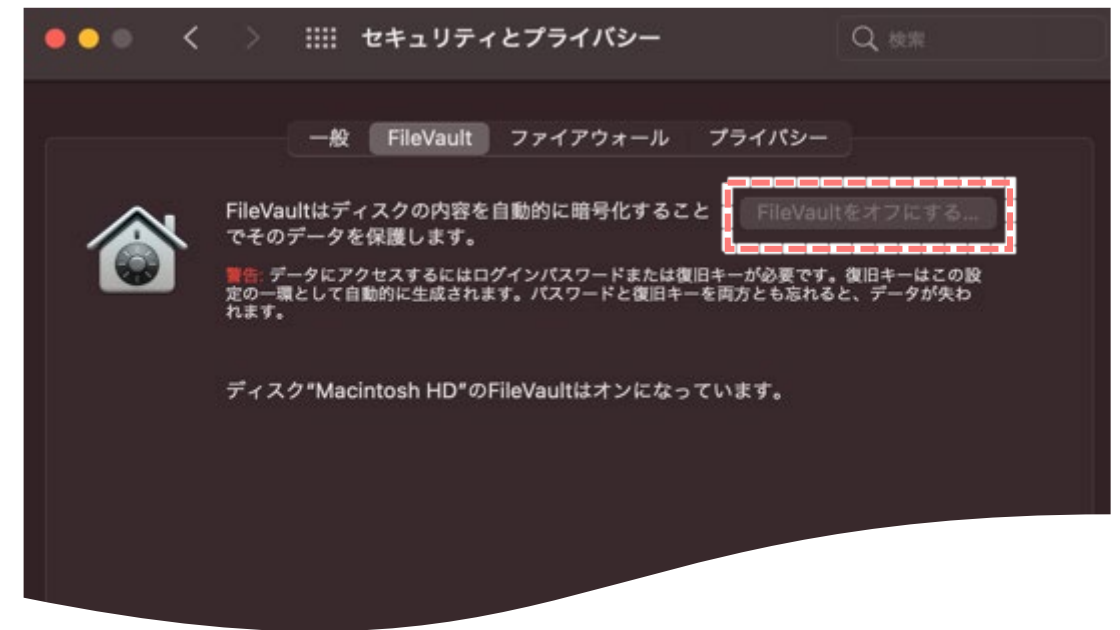 セキュリティとプライバシー
検索
一般 FileVault ファイアウォール プライバシー
FileVaultはディスクの内容を自動的に暗号化すること
でそのデータを保護します。
FileVaultをオフにする...
警告: データにアクセスするにはログインパスワードまたは復旧キーが必要です。復旧キーはこの設
定の一環として自動的に生成されます。パスワードと復旧キーを両方とも忘れると、データが失わ
れます。
ディスク"Macintosh HD"のFileVaultはオンになっています。